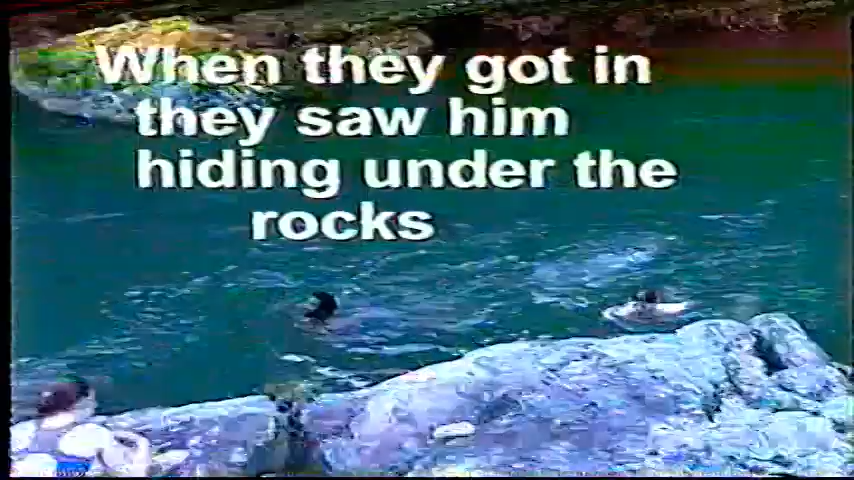 When they got in
they saw him
hiding under the
rocks